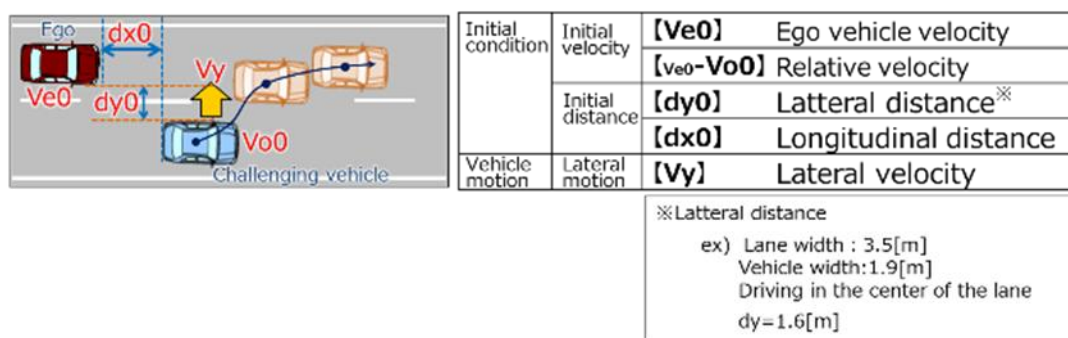 Ego
dx0
Vy
Ve0
dy0
Vo0
Challenging vehicle
Initial condition
Initial velocity
【Ve0】 Ego vehicle velocity
【Ve0-Vo0】 Relative velocity
Initial distance
【dy0】 Latteral distance※
【dx0】 Longitudinal distance
Vehicle motion
Lateral motion
【Vy】 Lateral velocity
※Latteral distance
ex) Lane width : 3.5[m]
Vehicle width:1.9[m]
Driving in the center of the lane
dy=1.6[m]